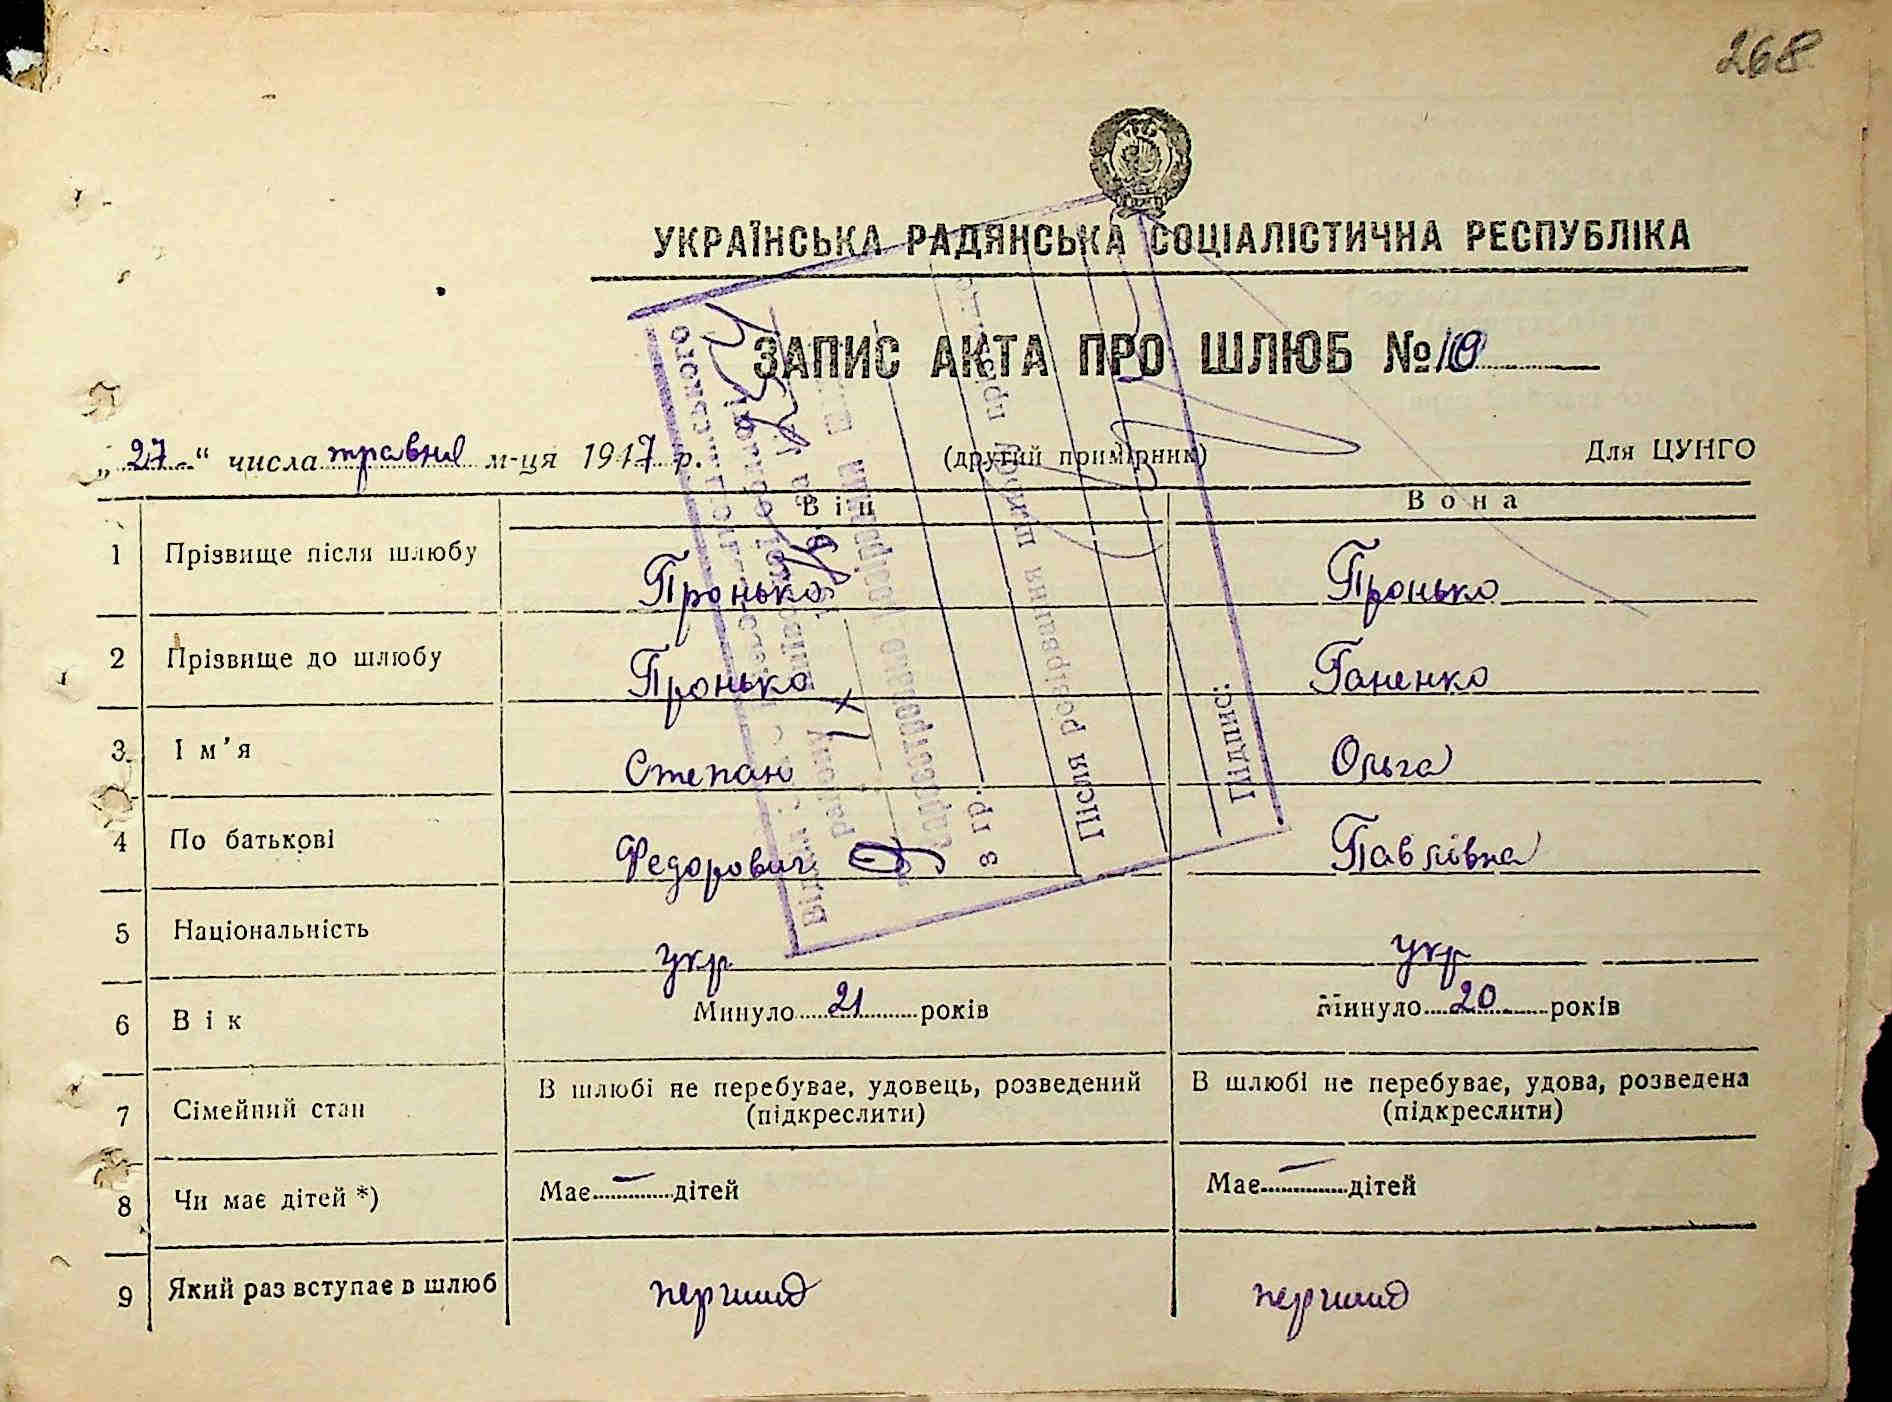 268
УКРАЇНСЬКА РАДЯНСЬКА СОЦІАЛІСТИЧНА РЕСПУБЛІКА
ЗАПИС АКТА ПРО ШЛЮБ № 10
„27“ числа травня м-ця 1947 р. (другий примірник) Для ЦУНГО
Він Вона
1 Прізвище після шлюбу Пронько Пронько
2 Прізвище до шлюбу Пронько Ганенко
3 Ім'я Степан Ольга
4 По батькові Федорович Павлівна
5 Національність укр укр
6 Вік Минуло 21 років Минуло 20 років
7 Сімейний стан В шлюбі не перебуває, удовець, розведений (підкреслити) В шлюбі не перебуває, удова, розведена (підкреслити)
8 Чи має дітей *) Має — дітей Має — дітей
9 Який раз вступає в шлюб перший перший
з гр.
Після розірвання шлюбу
Підпис: